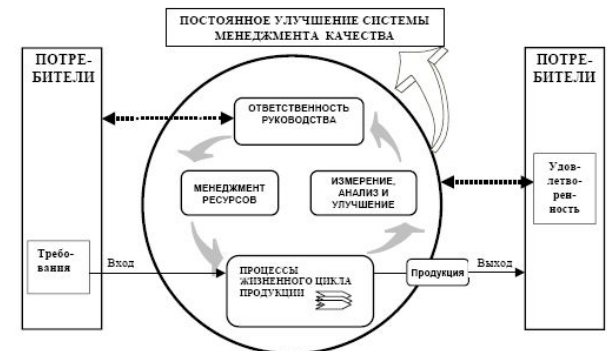 ПОСТОЯННОЕ УЛУЧШЕНИЕ СИСТЕМЫ
МЕНЕДЖМЕНТА КАЧЕСТВА
ПОТРЕ-
БИТЕЛИ
ПОТРЕ-
БИТЕЛИ
ОТВЕТСТВЕННОСТЬ
РУКОВОДСТВА
МЕНЕДЖМЕНТ
РЕСУРСОВ
ИЗМЕРЕНИЕ,
АНАЛИЗ И
УЛУЧШЕНИЕ
Удов-
летво-
рен-
ность
Требо-
вания
Вход
ПРОЦЕССЫ
ЖИЗНЕННОГО ЦИКЛА
ПРОДУКЦИИ
Продукция
Выход